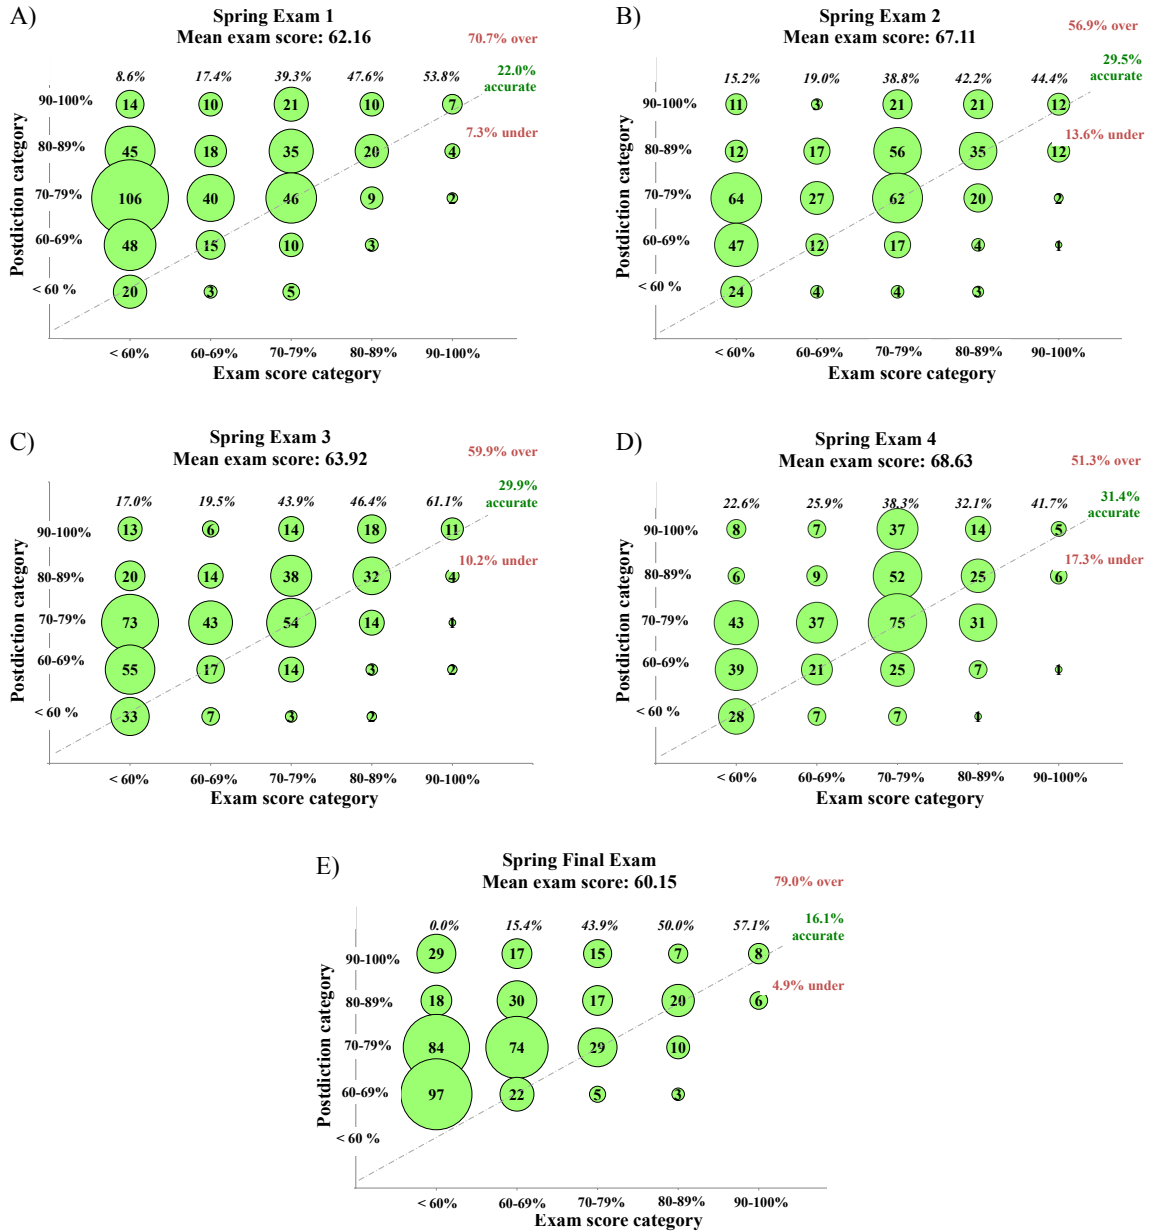 A)
Spring Exam 1
Mean exam score: 62.16
70.7% over
8.6% 17.4% 39.3% 47.6% 53.8%
22.0%
accurate
90-100% 14 10 21 10 7
7.3% under
80-89% 45 18 35 20 4
70-79% 106 40 46 9 2
60-69% 48 15 10 3
< 60 % 20 3 5
Postdiction category
< 60% 60-69% 70-79% 80-89% 90-100%
Exam score category
B)
Spring Exam 2
Mean exam score: 67.11
56.9% over
15.2% 19.0% 38.8% 42.2% 44.4%
29.5%
accurate
90-100% 11 3 21 21 12
13.6% under
80-89% 12 17 56 35 12
70-79% 64 27 62 20 2
60-69% 47 12 17 4 1
< 60 % 24 4 4 3
Postdiction category
< 60% 60-69% 70-79% 80-89% 90-100%
Exam score category
C)
Spring Exam 3
Mean exam score: 63.92
59.9% over
17.0% 19.5% 43.9% 46.4% 61.1%
29.9%
accurate
90-100% 13 6 14 18 11
10.2% under
80-89% 20 14 38 32 4
70-79% 73 43 54 14 1
60-69% 55 17 14 3 2
< 60 % 33 7 3 2
Postdiction category
< 60% 60-69% 70-79% 80-89% 90-100%
Exam score category
D)
Spring Exam 4
Mean exam score: 68.63
51.3% over
22.6% 25.9% 38.3% 32.1% 41.7%
31.4%
accurate
90-100% 8 7 37 14 5
17.3% under
80-89% 6 9 52 25 6
70-79% 43 37 75 31
60-69% 39 21 25 7 1
< 60 % 28 7 7 1
Postdiction category
< 60% 60-69% 70-79% 80-89% 90-100%
Exam score category
E)
Spring Final Exam
Mean exam score: 60.15
79.0% over
0.0% 15.4% 43.9% 50.0% 57.1%
16.1%
accurate
90-100% 29 17 15 7 8
4.9% under
80-89% 18 30 17 20 6
70-79% 84 74 29 10
60-69% 97 22 5 3
< 60 %
Postdiction category
< 60% 60-69% 70-79% 80-89% 90-100%
Exam score category